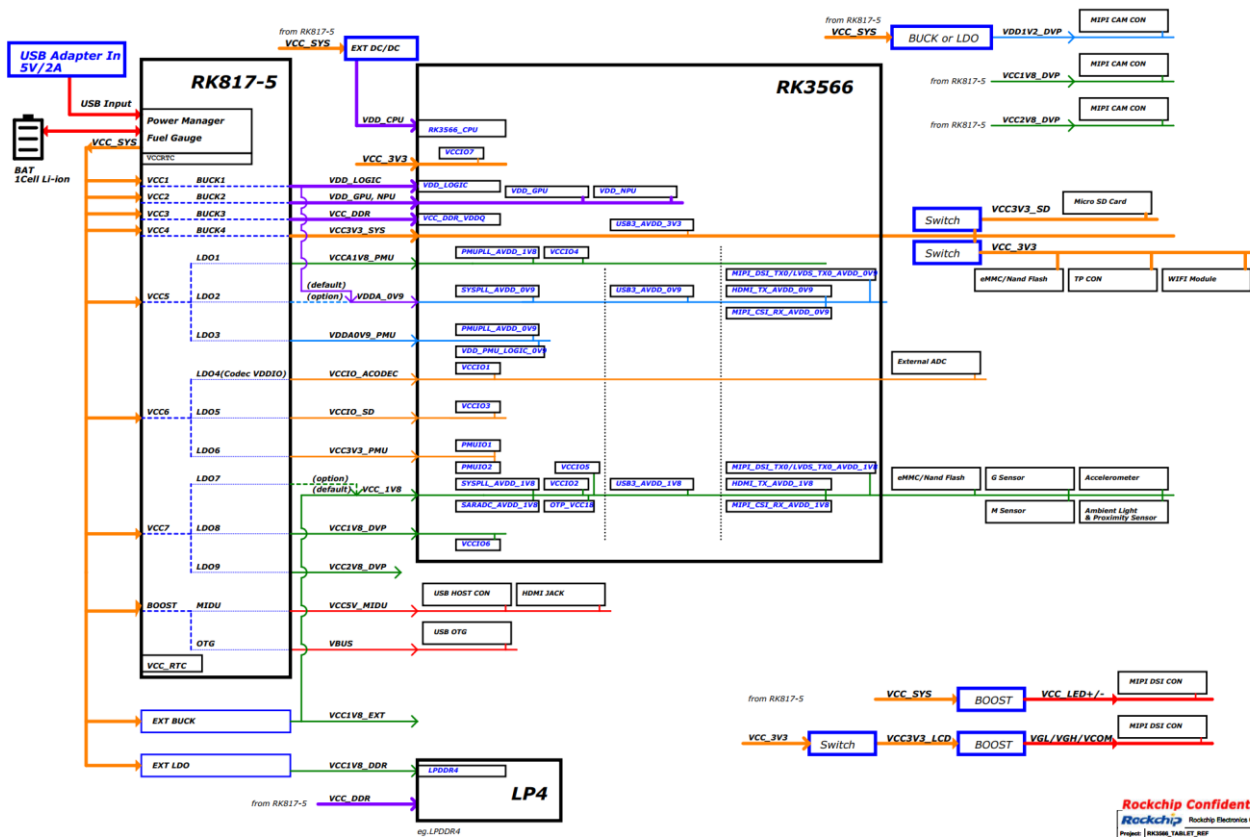 from RK817-5
VCC_SYS
EXT DC/DC
from RK817-5
VCC_SYS
BUCK or LDO
VDD1V2_DVP
MIPI CAM CON
USB Adapter In
5V/2A
RK817-5
RK3566
from RK817-5
VCC1V8_DVP
MIPI CAM CON
from RK817-5
VCC2V8_DVP
MIPI CAM CON
USB Input
Power Manager
Fuel Gauge
VCCRTC
VCC_SYS
BAT
1Cell Li-ion
VDD_CPU
RK3566_CPU
VCC_3V3
VCCIO7
VCC1
BUCK1
VDD_LOGIC
VDD_LOGIC
VCC2
BUCK2
VDD_GPU, NPU
VDD_GPU
VDD_NPU
VCC3
BUCK3
VCC_DDR
VCC_DDR_VDDQ
VCC4
BUCK4
VCC3V3_SYS
USB3_AVDD_3V3
Switch
VCC3V3_SD
Micro SD Card
Switch
VCC_3V3
eMMC/Nand Flash
TP CON
WIFI Module
LDO1
VCCA1V8_PMU
PMUPLL_AVDD_1V8
VCCIO4
VCC5
LDO2
(default)
(option)
VDDA_0V9
SYSPLL_AVDD_0V9
USB3_AVDD_0V9
MIPI_DSI_TX0/LVDS_TX0_AVDD_0V9
HDMI_TX_AVDD_0V9
MIPI_CSI_RX_AVDD_0V9
LDO3
VDDA0V9_PMU
PMUPLL_AVDD_0V9
VDD_PMU_LOGIC_0V9
LDO4(Codec VDDIO)
VCCIO_ACODEC
VCCIO1
External ADC
VCC6
LDO5
VCCIO_SD
VCCIO3
LDO6
VCC3V3_PMU
PMUIO1
PMUIO2
LDO7
(option)
(default)
VCC_1V8
SYSPLL_AVDD_1V8
SARADC_AVDD_1V8
VCCIO5
VCCIO2
OTP_VCC18
USB3_AVDD_1V8
MIPI_DSI_TX0/LVDS_TX0_AVDD_1V8
HDMI_TX_AVDD_1V8
MIPI_CSI_RX_AVDD_1V8
eMMC/Nand Flash
G Sensor
Accelerometer
M Sensor
Ambient Light
& Proximity Sensor
VCC7
LDO8
VCC1V8_DVP
VCCIO6
LDO9
VCC2V8_DVP
BOOST
MIDU
VCC5V_MIDU
USB HOST CON
HDMI JACK
OTG
VBUS
USB OTG
VCC_RTC
EXT BUCK
VCC1V8_EXT
EXT LDO
VCC1V8_DDR
LPDDR4
LP4
from RK817-5
VCC_DDR
eg.LPDDR4
from RK817-5
VCC_SYS
BOOST
VCC_LED+/-
MIPI DSI CON
VCC_3V3
Switch
VCC3V3_LCD
BOOST
VGL/VGH/VCOM
MIPI DSI CON
Rockchip Confident
Rockchip
Rockchip Electronics
Project: RK3566_TABLET_REF